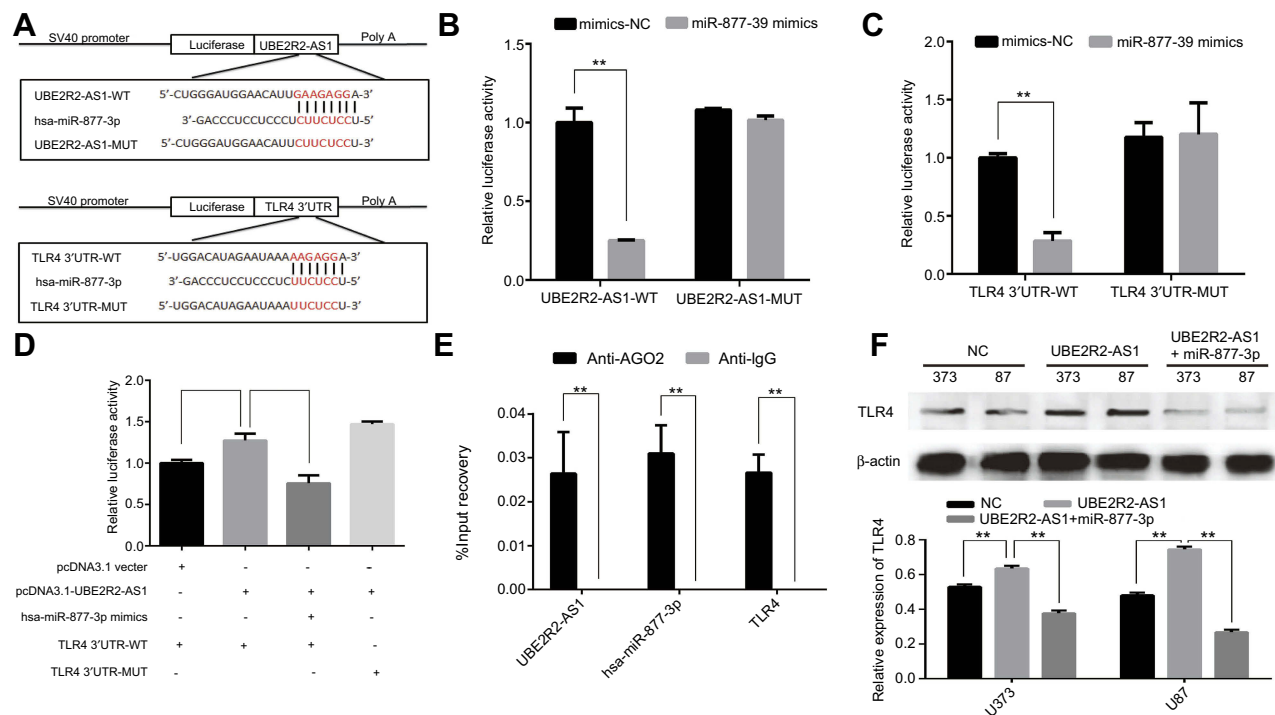 A
SV40 promoter
Luciferase
UBE2R2-AS1
Poly A
UBE2R2-AS1-WT
5′-CUGGGAUGGAACAUUGAAGAGGA-3′
hsa-miR-877-3p
3′-GACCCUCCUCCCUCUUCUCCU-5′
UBE2R2-AS1-MUT
5′-CUGGGAUGGAACAUUCUUCUCCU-3′
SV40 promoter
Luciferase
TLR4 3′UTR
Poly A
TLR4 3′UTR-WT
5′-UGGACAUAGAAUAAAAAGAGGA-3′
hsa-miR-877-3p
3′-GACCCUCCUCCCUCUUCUCCU-5′
TLR4 3′UTR-MUT
5′-UGGACAUAGAAUAAAUUCUCCU-3′
B
mimics-NC
miR-877-39 mimics
Relative luciferase activity
1.5
1.0
0.5
0.0
**
UBE2R2-AS1-WT
UBE2R2-AS1-MUT
C
mimics-NC
miR-877-39 mimics
Relative luciferase activity
2.0
1.5
1.0
0.5
0.0
**
TLR4 3′UTR-WT
TLR4 3′UTR-MUT
D
Relative luciferase activity
2.0
1.5
1.0
0.5
0.0
pcDNA3.1 vecter + - - -
pcDNA3.1-UBE2R2-AS1 - + + +
hsa-miR-877-3p mimics - - + -
TLR4 3′UTR-WT + + + -
TLR4 3′UTR-MUT - - - +
E
Anti-AGO2
Anti-IgG
%Input recovery
0.04
0.03
0.02
0.01
0.00
**
**
**
UBE2R2-AS1
hsa-miR-877-3p
TLR4
F
NC
UBE2R2-AS1
UBE2R2-AS1
+ miR-877-3p
373 87 373 87 373 87
TLR4
β-actin
NC
UBE2R2-AS1
UBE2R2-AS1+miR-877-3p
Relative expression of TLR4
0.8
0.6
0.4
0.2
0.0
**
**
**
**
U373
U87